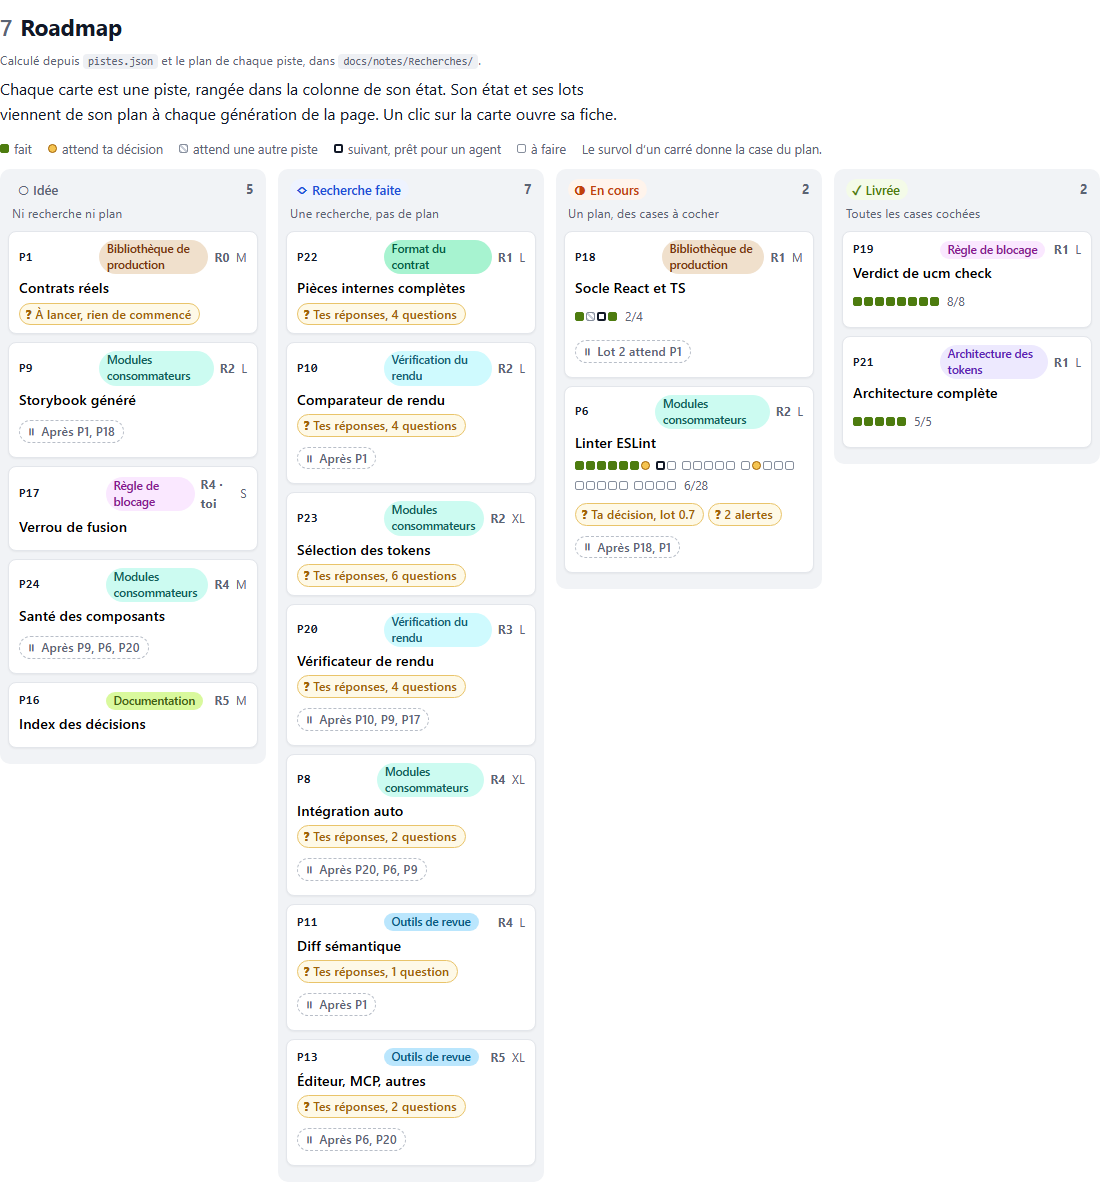 7 Roadmap
Calculé depuis pistes.json et le plan de chaque piste, dans docs/notes/Recherches/ .
Chaque carte est une piste, rangée dans la colonne de son état. Son état et ses lots
viennent de son plan à chaque génération de la page. Un clic sur la carte ouvre sa fiche.
fait attend ta décision attend une autre piste suivant, prêt pour un agent à faire Le survol d'un carré donne la case du plan.
Idée 5
Ni recherche ni plan
P1 Bibliothèque de production R0 M
Contrats réels
? À lancer, rien de commencé
P9 Modules consommateurs R2 L
Storybook généré
⏸ Après P1, P18
P17 Règle de blocage R4 · toi S
Verrou de fusion
P24 Modules consommateurs R4 M
Santé des composants
⏸ Après P9, P6, P20
P16 Documentation R5 M
Index des décisions
Recherche faite 7
Une recherche, pas de plan
P22 Format du contrat R1 L
Pièces internes complètes
? Tes réponses, 4 questions
P10 Vérification du rendu R2 L
Comparateur de rendu
? Tes réponses, 4 questions
⏸ Après P1
P23 Modules consommateurs R2 XL
Sélection des tokens
? Tes réponses, 6 questions
P20 Vérification du rendu R3 L
Vérificateur de rendu
? Tes réponses, 4 questions
⏸ Après P10, P9, P17
P8 Modules consommateurs R4 XL
Intégration auto
? Tes réponses, 2 questions
⏸ Après P20, P6, P9
P11 Outils de revue R4 L
Diff sémantique
? Tes réponses, 1 question
⏸ Après P1
P13 Outils de revue R5 XL
Éditeur, MCP, autres
? Tes réponses, 2 questions
⏸ Après P6, P20
En cours 2
Un plan, des cases à cocher
P18 Bibliothèque de production R1 M
Socle React et TS
2/4
⏸ Lot 2 attend P1
P6 Modules consommateurs R2 L
Linter ESLint
6/28
? Ta décision, lot 0.7 ? 2 alertes
⏸ Après P18, P1
✓ Livrée 2
Toutes les cases cochées
P19 Règle de blocage R1 L
Verdict de ucm check
8/8
P21 Architecture des tokens R1 L
Architecture complète
5/5